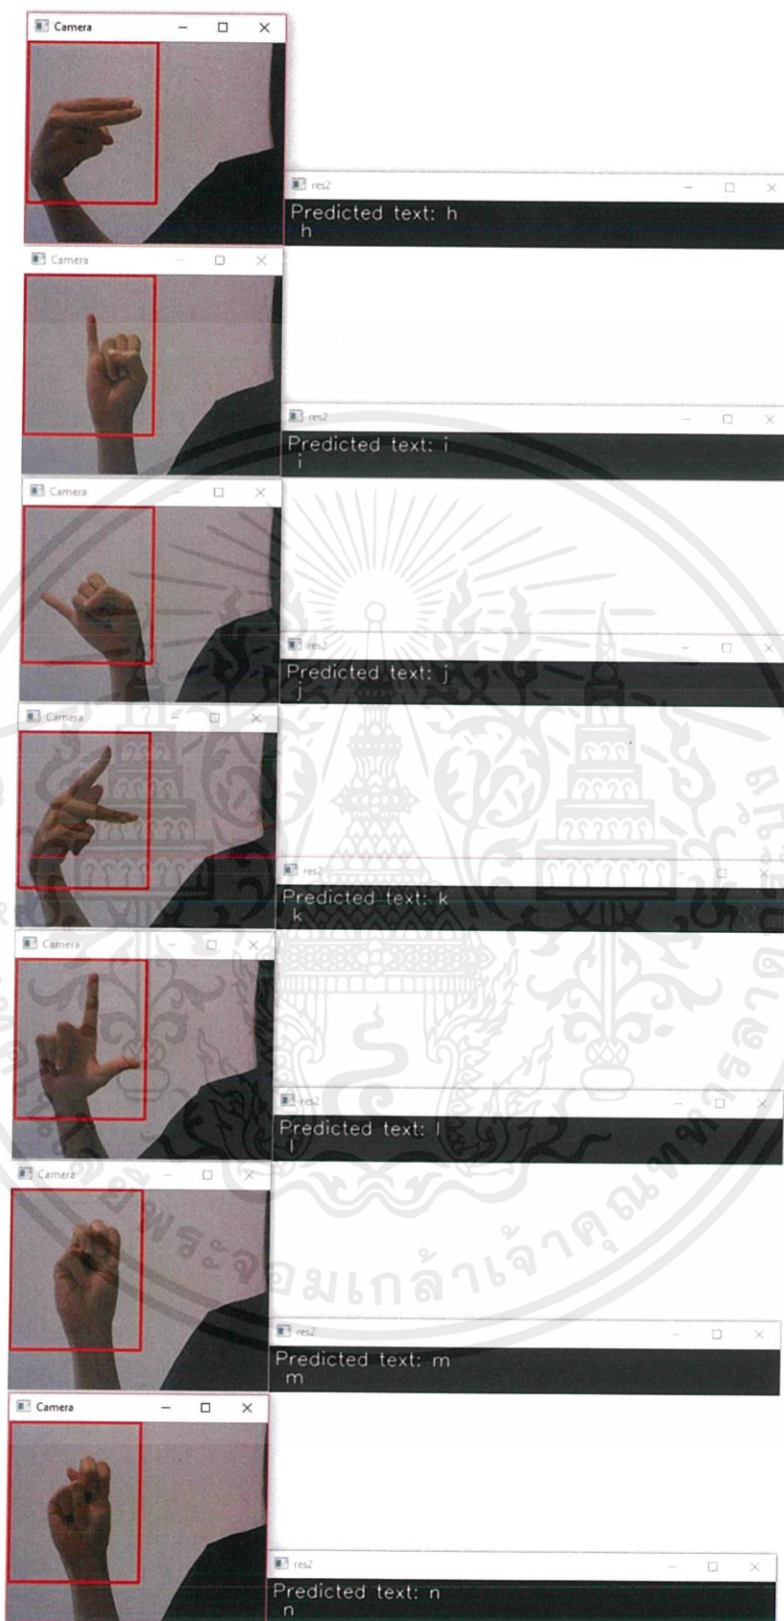 Camera
res2
Predicted text: h
h
Camera
res2
Predicted text: i
i
Camera
res2
Predicted text: j
j
Camera
res2
Predicted text: k
k
Camera
res2
Predicted text: l
l
Camera
res2
Predicted text: m
m
Camera
res2
Predicted text: n
n